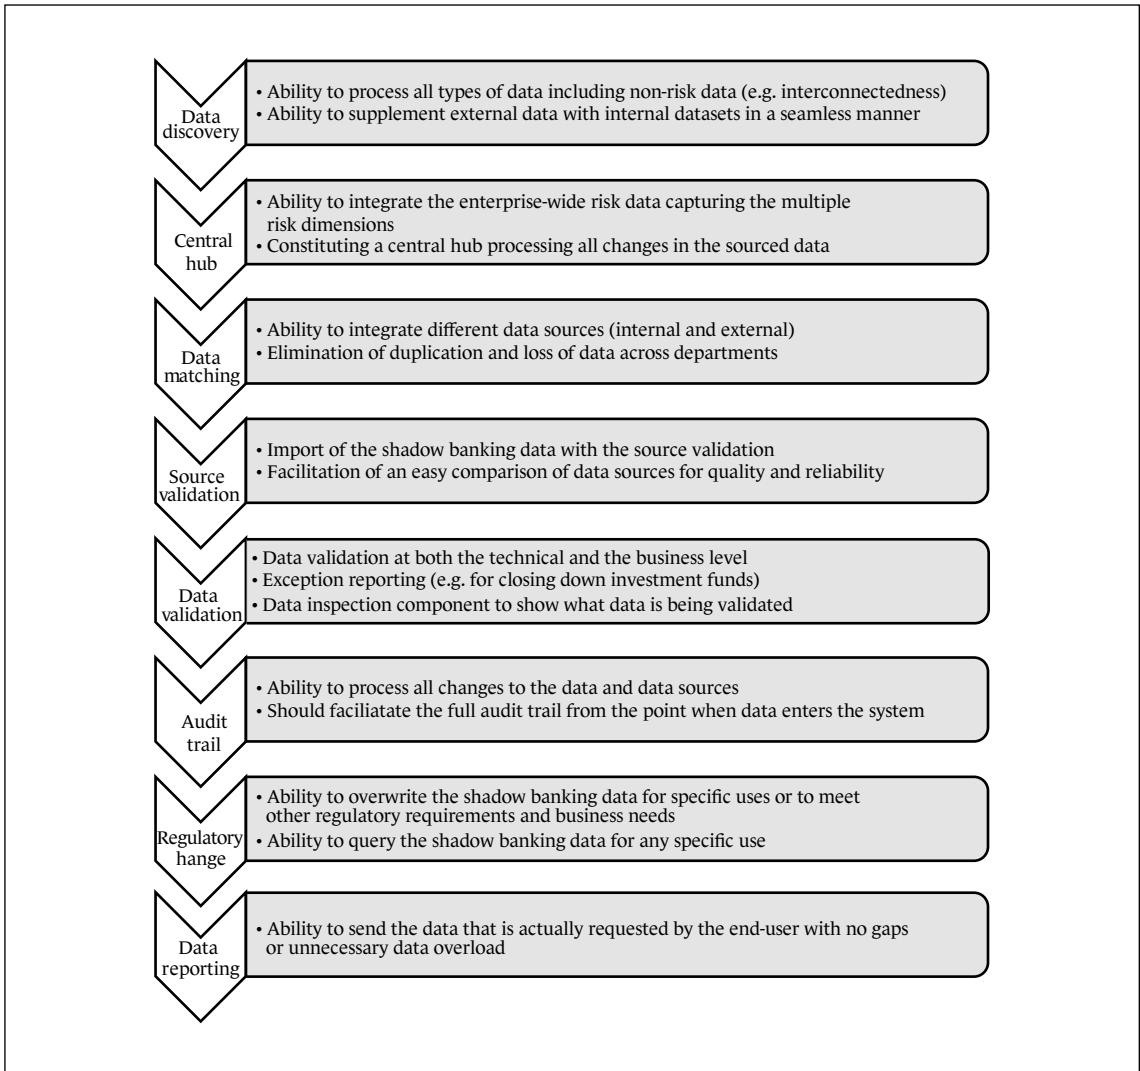 Data
discovery
• Ability to process all types of data including non-risk data (e.g. interconnectedness)
• Ability to supplement external data with internal datasets in a seamless manner
Central
hub
• Ability to integrate the enterprise-wide risk data capturing the multiple
risk dimensions
• Constituting a central hub processing all changes in the sourced data
Data
matching
• Ability to integrate different data sources (internal and external)
• Elimination of duplication and loss of data across departments
Source
validation
• Import of the shadow banking data with the source validation
• Facilitation of an easy comparison of data sources for quality and reliability
Data
validation
• Data validation at both the technical and the business level
• Exception reporting (e.g. for closing down investment funds)
• Data inspection component to show what data is being validated
Audit
trail
• Ability to process all changes to the data and data sources
• Should faciliatate the full audit trail from the point when data enters the system
Regulatory
hange
• Ability to overwrite the shadow banking data for specific uses or to meet
other regulatory requirements and business needs
• Ability to query the shadow banking data for any specific use
Data
reporting
• Ability to send the data that is actually requested by the end-user with no gaps
or unnecessary data overload